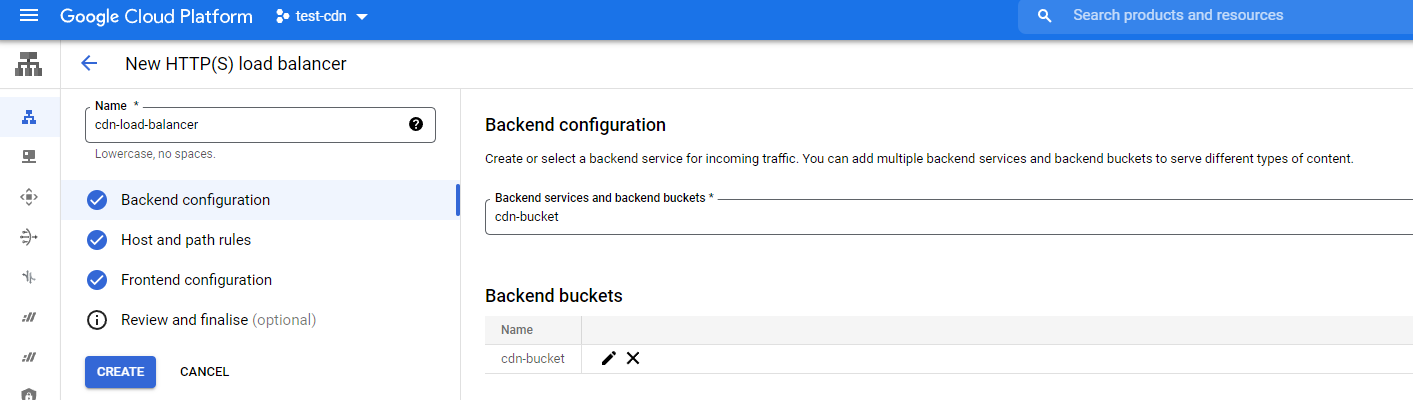 Google Cloud Platform test-cdn Search products and resources
New HTTP(S) load balancer
Name *
cdn-load-balancer
Lowercase, no spaces.
Backend configuration
Host and path rules
Frontend configuration
Review and finalise (optional)
CREATE CANCEL
Backend configuration
Create or select a backend service for incoming traffic. You can add multiple backend services and backend buckets to serve different types of content.
Backend services and backend buckets *
cdn-bucket
Backend buckets
Name
cdn-bucket